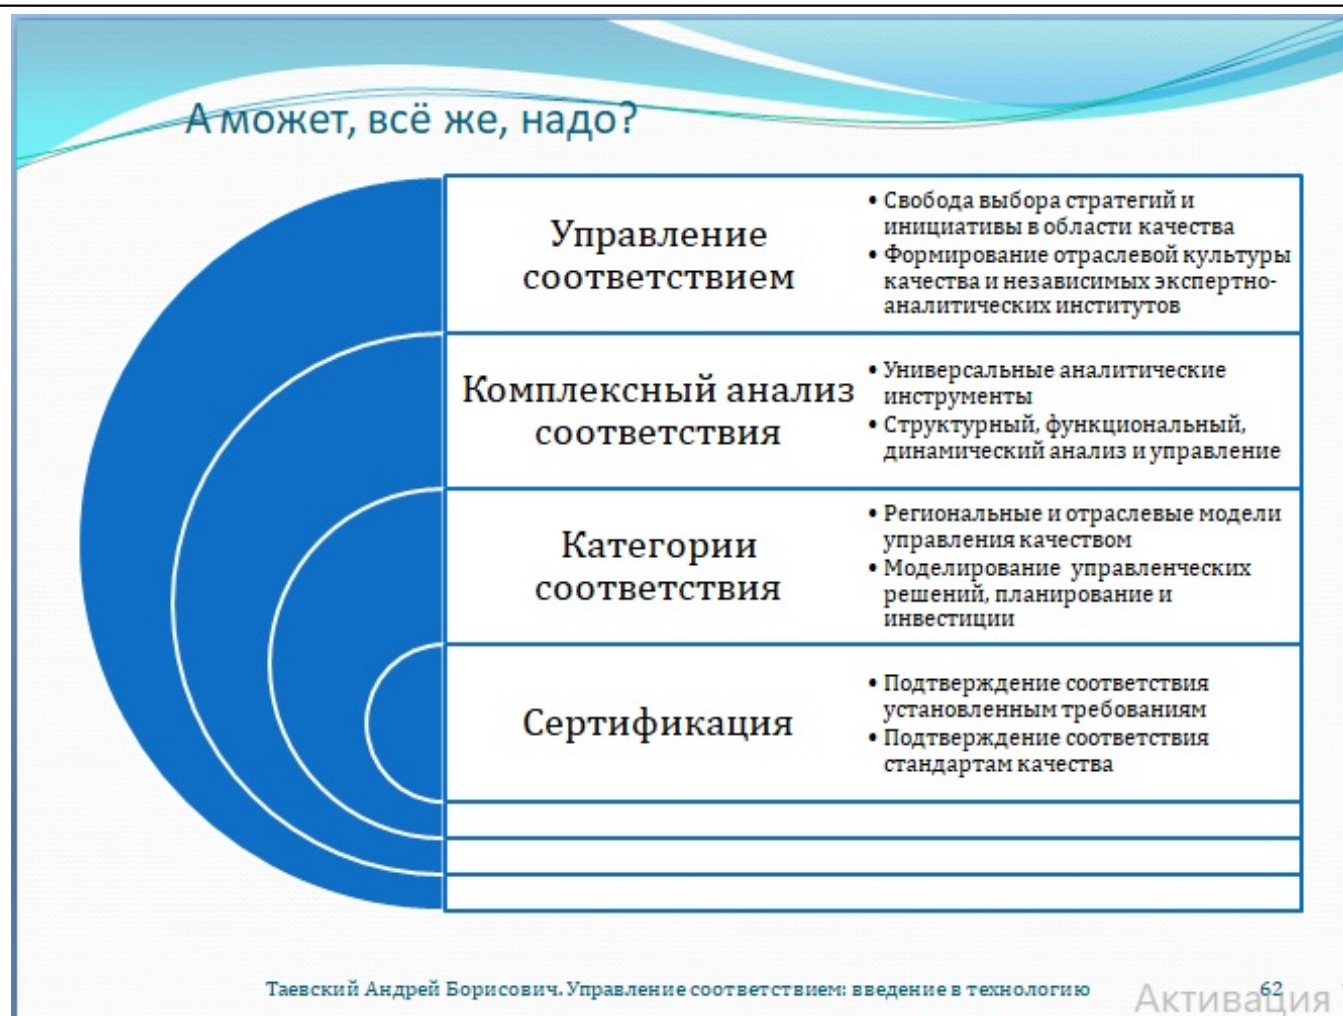 А может, всё же, надо?
Управление
соответствием
• Свобода выбора стратегий и
инициативы в области качества
• Формирование отраслевой культуры
качества и независимых экспертно-
аналитических институтов
Комплексный анализ
соответствия
• Универсальные аналитические
инструменты
• Структурный, функциональный,
динамический анализ и управление
Категории
соответствия
• Региональные и отраслевые модели
управления качеством
• Моделирование управленческих
решений, планирование и
инвестиции
Сертификация
• Подтверждение соответствия
установленным требованиям
• Подтверждение соответствия
стандартам качества
Таевский Андрей Борисович. Управление соответствием: введение в технологию
62
Активация